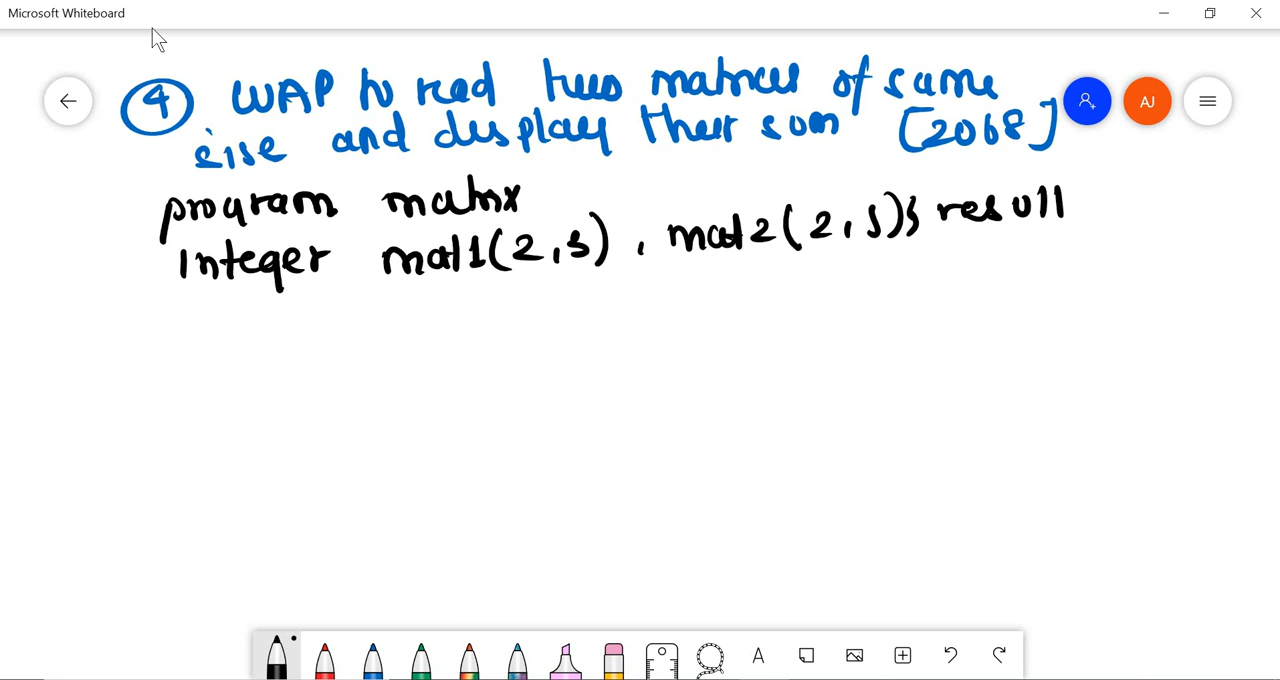 Microsoft Whiteboard
AJ
④ WAP to read two matrices of same
size and display their sum [2068]
program matrix
Integer mat1(2,3), mat2(2,3), result
A